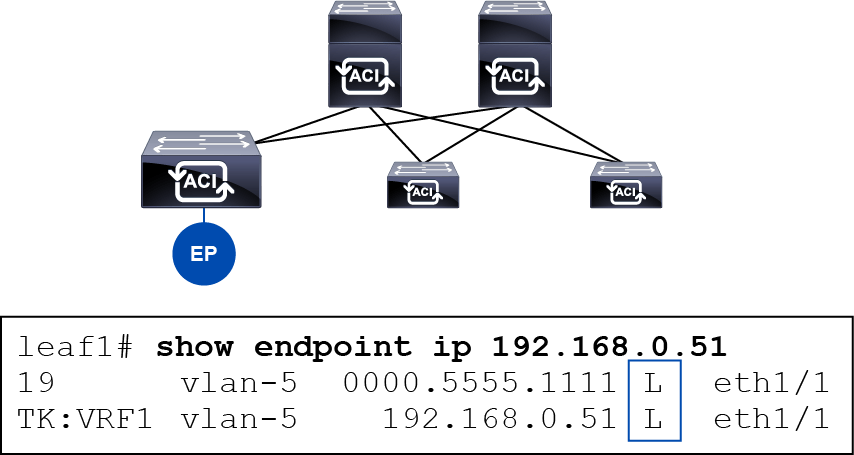 ACI ACI
ACI ACI ACI
EP
leaf1# show endpoint ip 192.168.0.51
19 vlan-5 0000.5555.1111 L eth1/1
TK:VRF1 vlan-5 192.168.0.51 L eth1/1